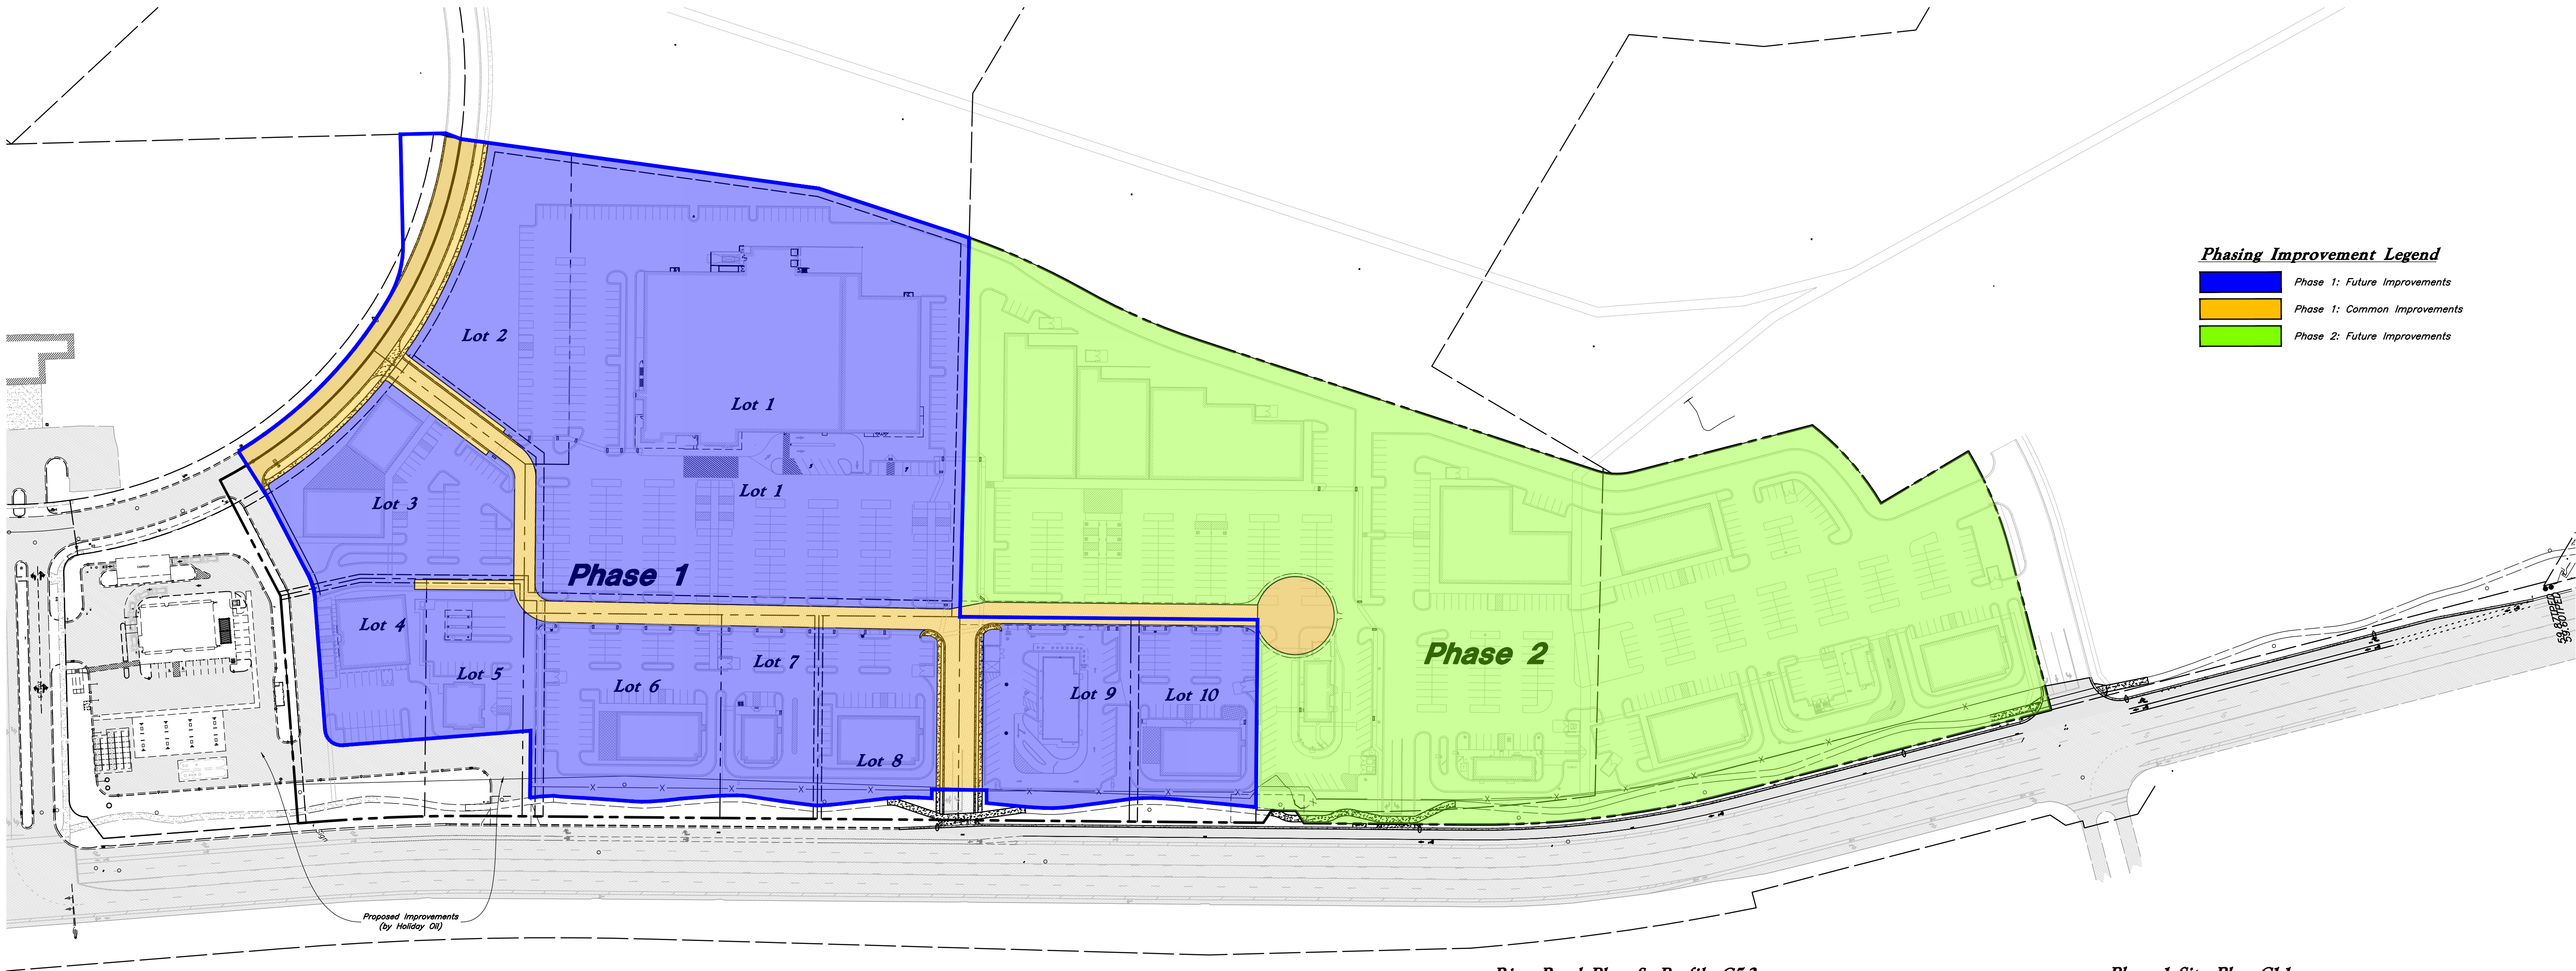 Phasing Improvement Legend
Phase 1: Future Improvements
Phase 1: Common Improvements
Phase 2: Future Improvements
Lot 2
Lot 1
Lot 1
Lot 3
Phase 1
Lot 4
Lot 5
Lot 6
Lot 7
Lot 8
Lot 9
Lot 10
Phase 2
Proposed Improvements
(by Holiday Oil)